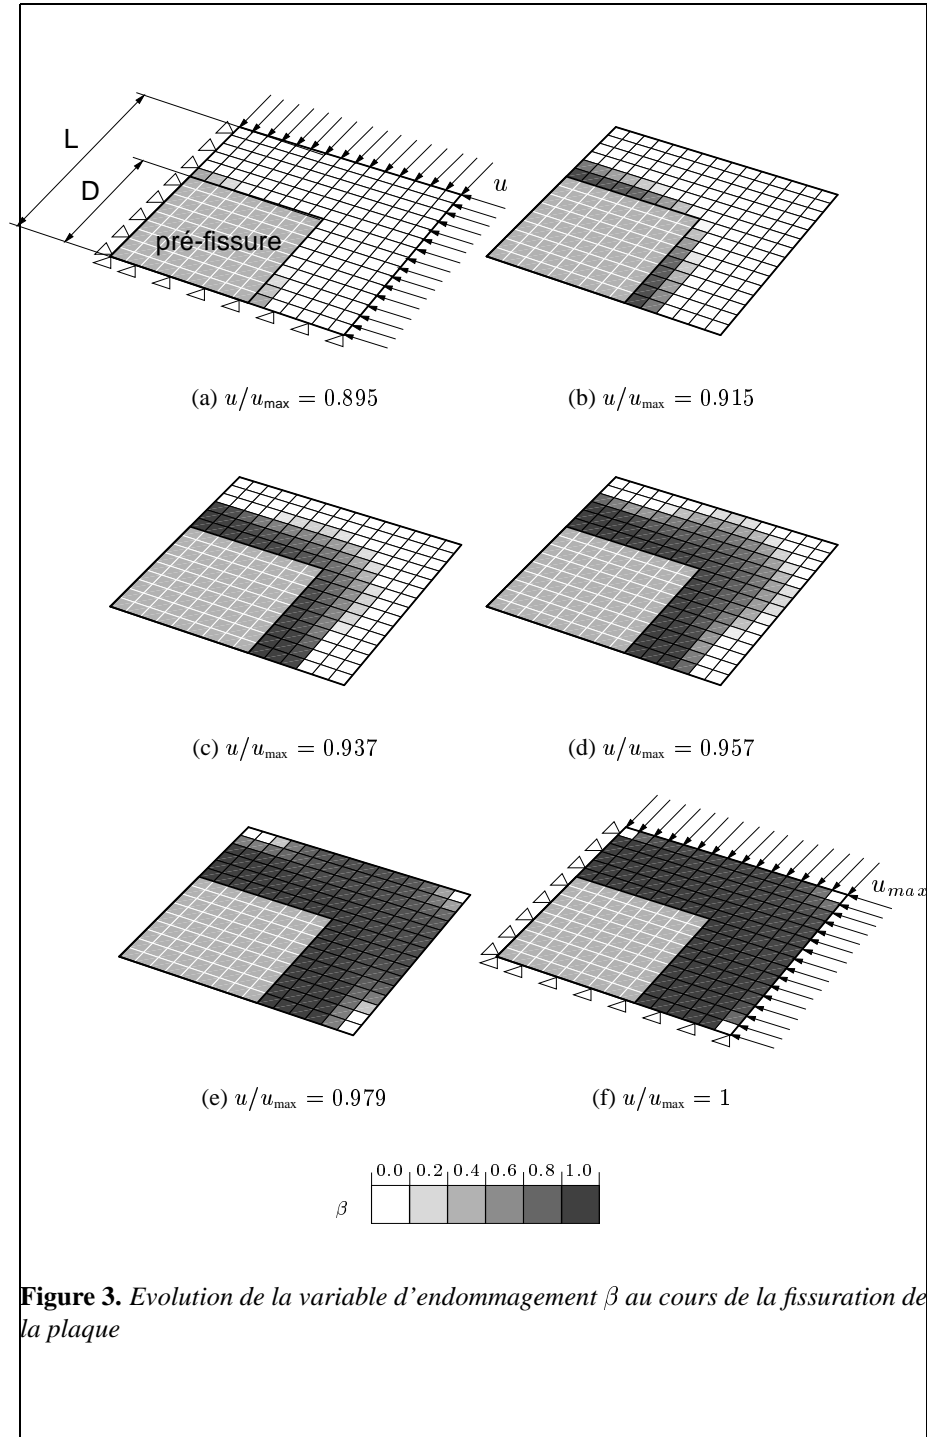 L
D
u
pré-fissure
(a) u/u_max = 0.895
(b) u/u_max = 0.915
(c) u/u_max = 0.937
(d) u/u_max = 0.957
u_max
(e) u/u_max = 0.979
(f) u/u_max = 1
0.0 0.2 0.4 0.6 0.8 1.0
β
Figure 3. Evolution de la variable d'endommagement β au cours de la fissuration de
la plaque